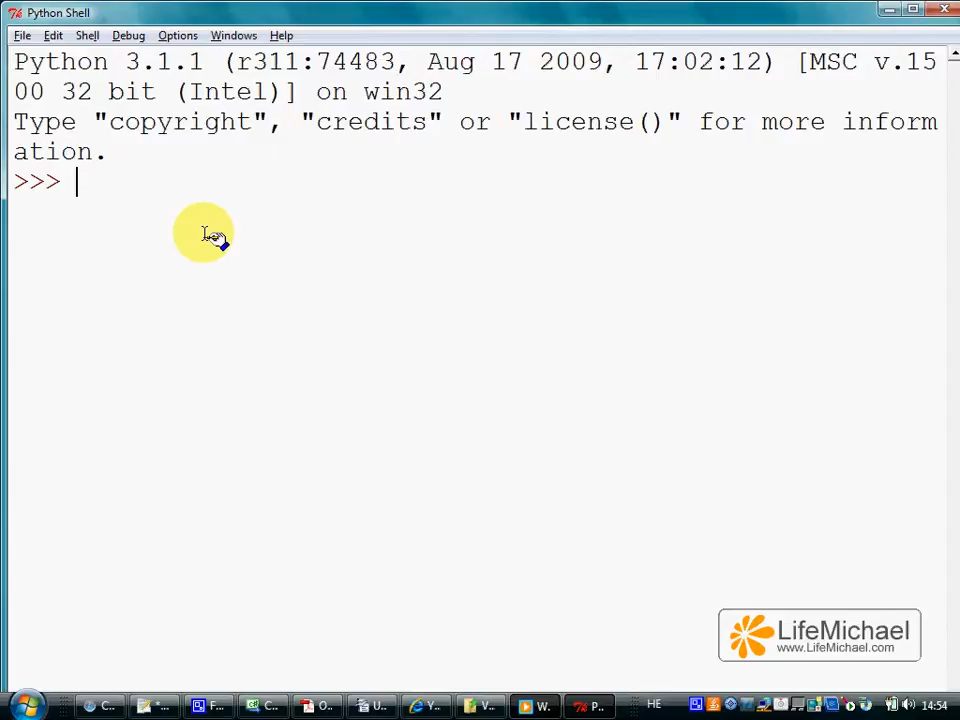 Python Shell
File Edit Shell Debug Options Windows Help
Python 3.1.1 (r311:74483, Aug 17 2009, 17:02:12) [MSC v.15
00 32 bit (Intel)] on win32
Type "copyright", "credits" or "license()" for more inform
ation.
>>>
LifeMichael
www.LifeMichael.com
C... *... F... C... O... U... Y... V... W... P... HE 14:54